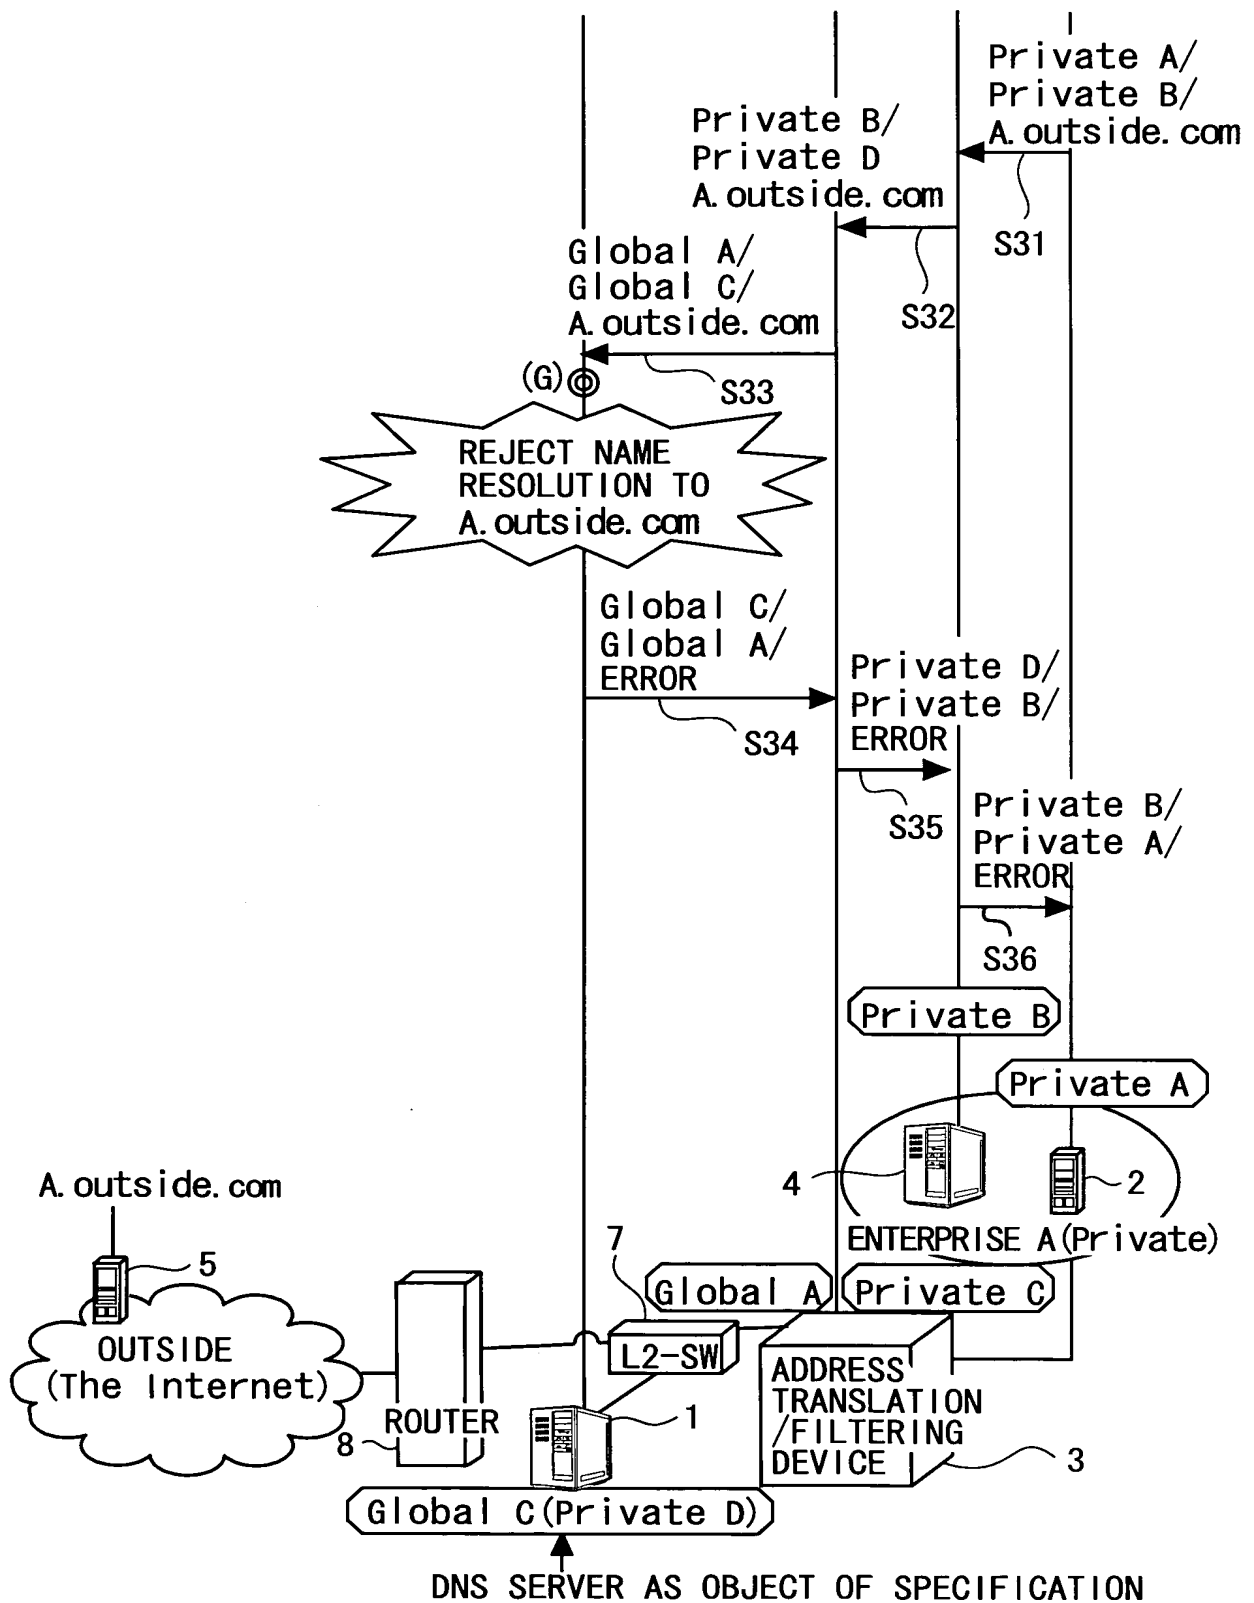 Private A/
Private B/
A.outside.com
Private B/
Private D
A.outside.com
S31
Global A/
Global C/
A.outside.com
S32
(G)
S33
REJECT NAME
RESOLUTION TO
A.outside.com
Global C/
Global A/
ERROR
Private D/
Private B/
ERROR
S34
Private B/
Private A/
ERROR
S35
S36
Private B
Private A
4
2
A.outside.com
ENTERPRISE A(Private)
5
7
Global A
Private C
OUTSIDE
(The Internet)
L2-SW
ADDRESS
TRANSLATION
/FILTERING
DEVICE
ROUTER
8
1
3
Global C(Private D)
DNS SERVER AS OBJECT OF SPECIFICATION